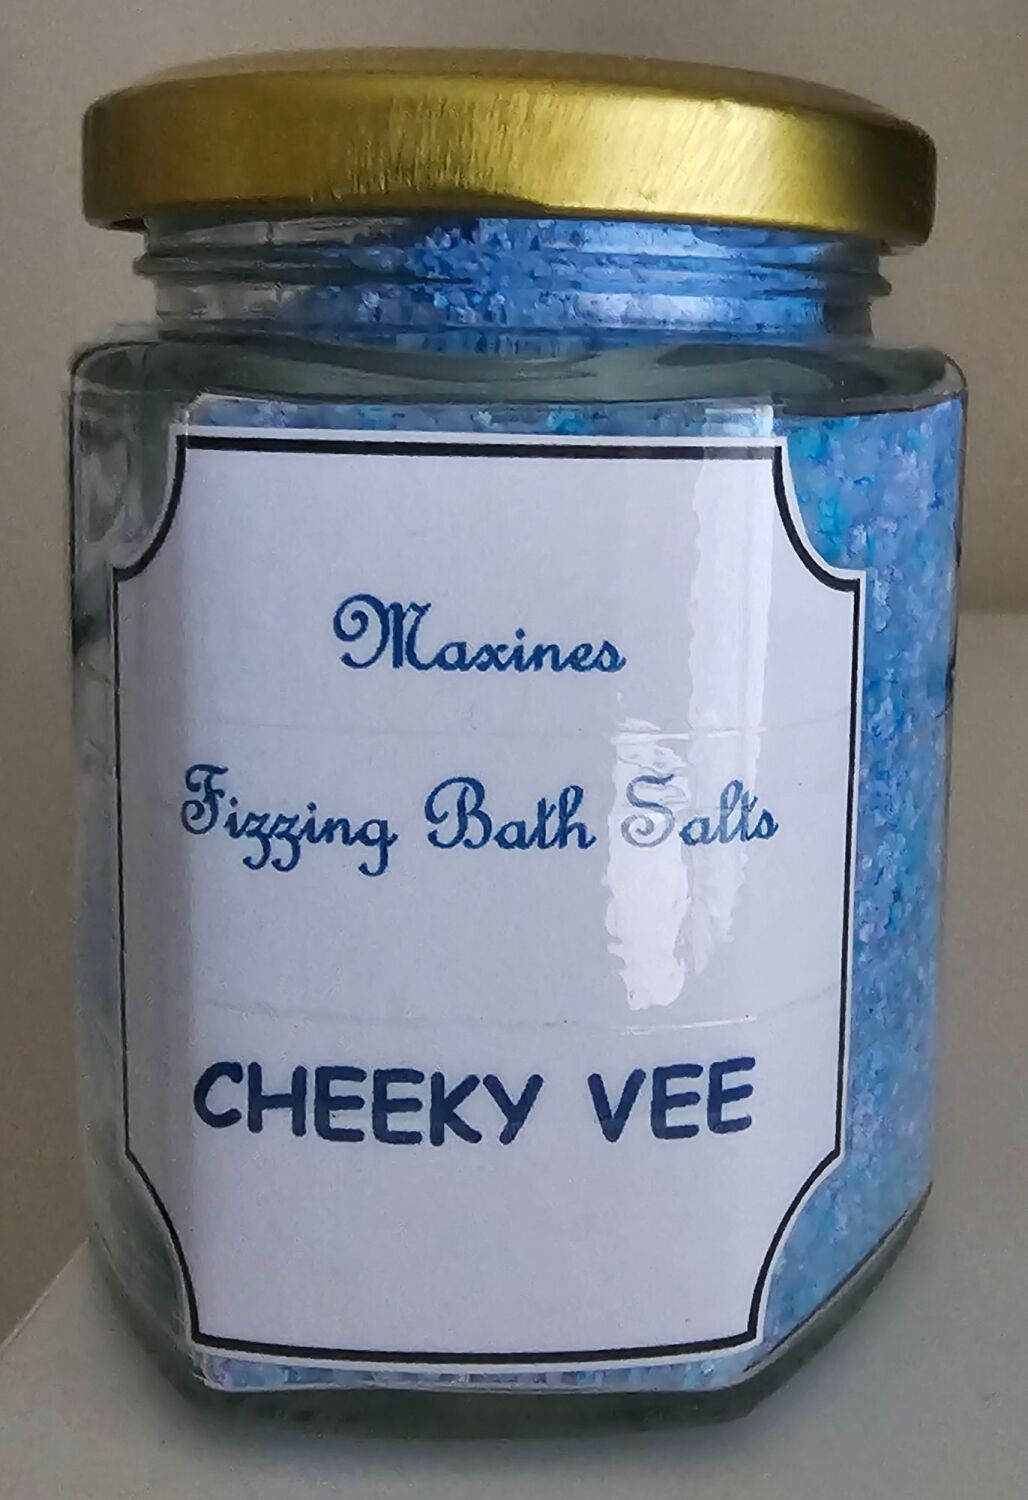 Maxines
Fizzing Bath Salts
CHEEKY VEE